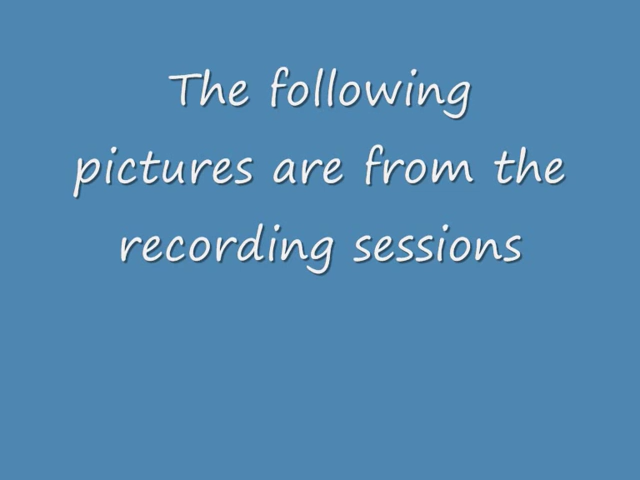 The following
pictures are from the
recording sessions